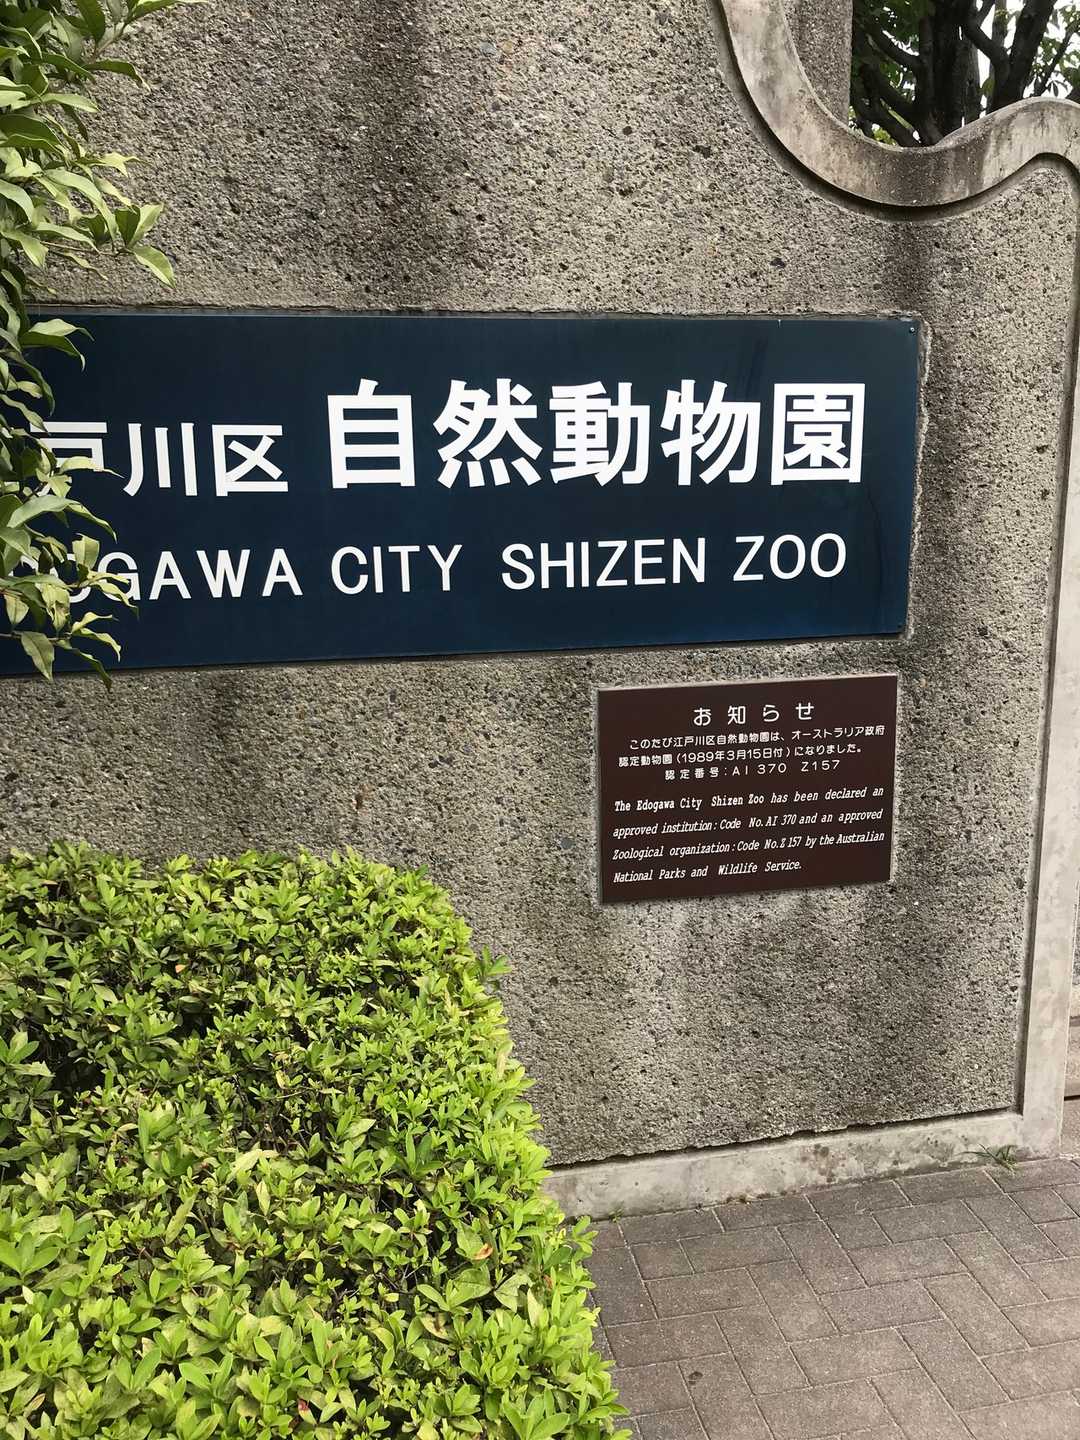 戸川区 自然動物園
OGAWA CITY SHIZEN ZOO
お知らせ
このたび江戸川区自然動物園は、オーストラリア政府
認定動物園(1989年3月15日付)になりました。
認定番号:AI 370 Z157
The Edogawa City Shizen Zoo has been declared an
approved institution: Code No. AI 370 and an approved
Zoological organization: Code No. Z 157 by the Australian
National Parks and Wildlife Service.